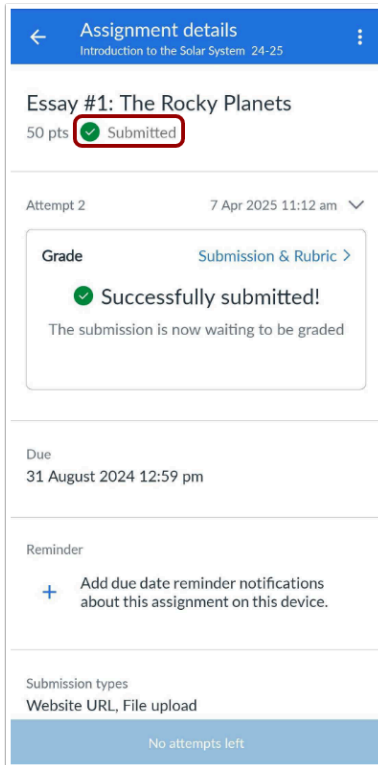 Assignment details
Introduction to the Solar System 24-25
Essay #1: The Rocky Planets
50 pts Submitted
Attempt 2 7 Apr 2025 11:12 am
Grade Submission & Rubric >
Successfully submitted!
The submission is now waiting to be graded
Due
31 August 2024 12:59 pm
Reminder
Add due date reminder notifications
about this assignment on this device.
Submission types
Website URL, File upload
No attempts left